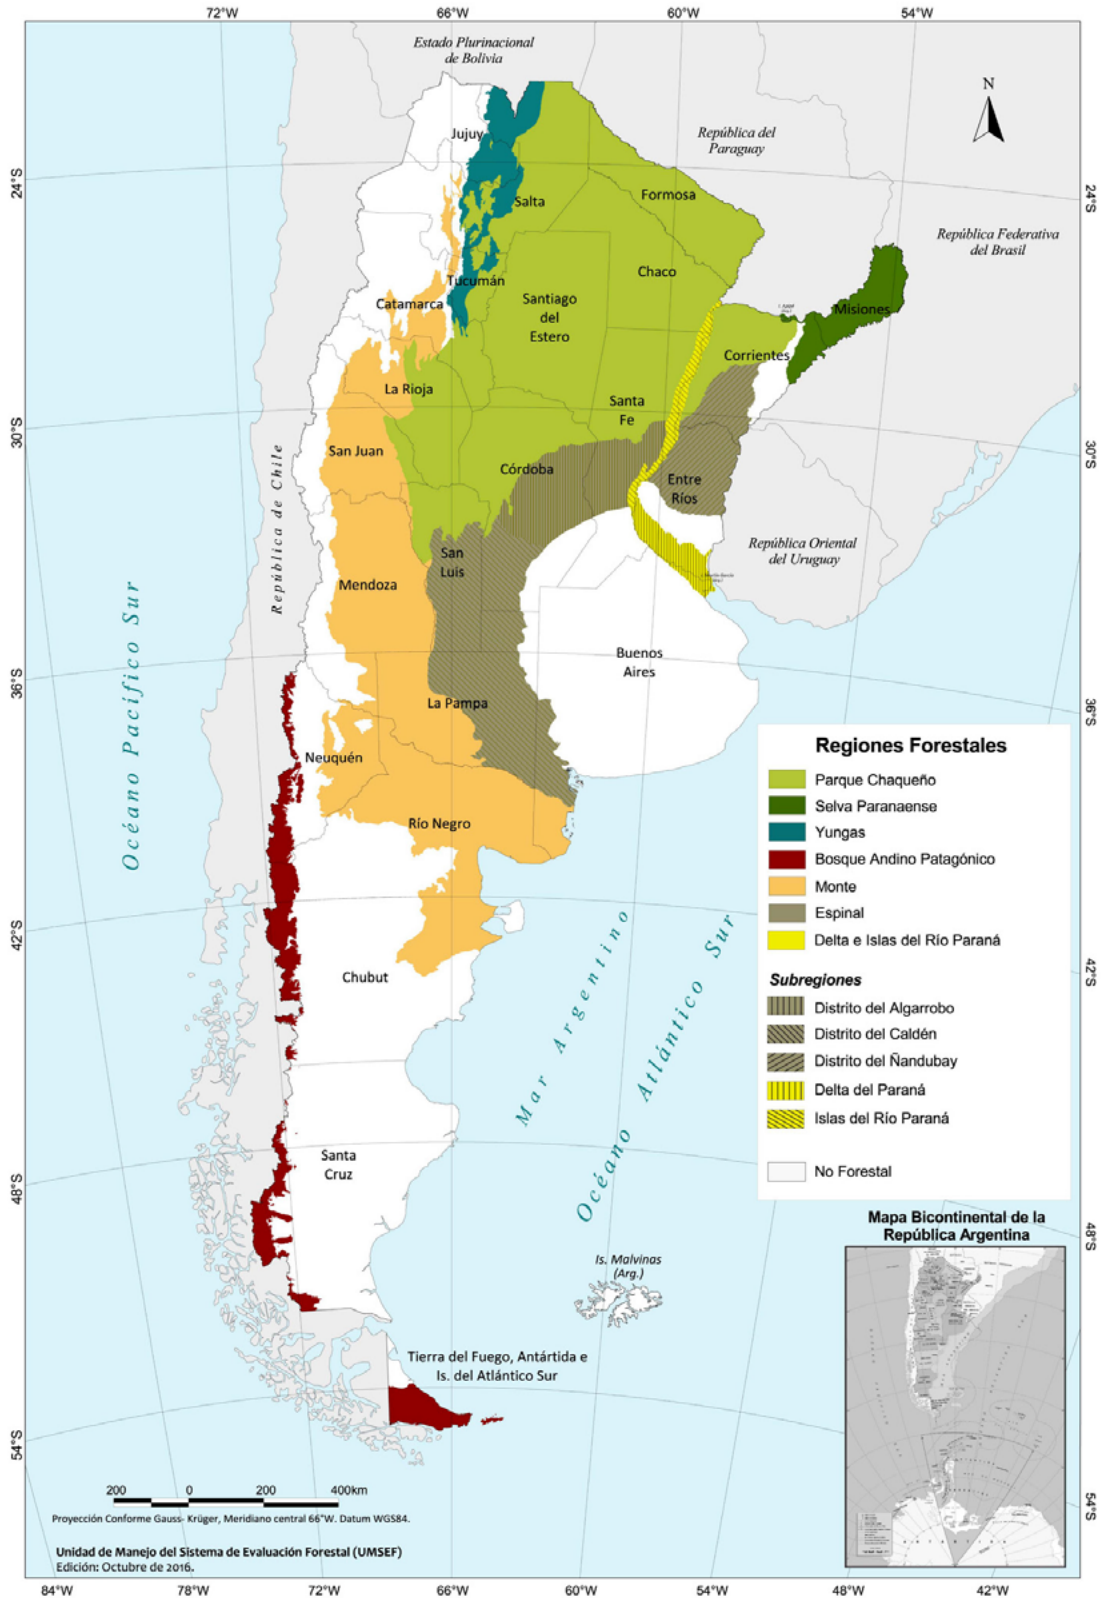 72°W
66°W
60°W
54°W
Estado Plurinacional
de Bolivia
N
Jujuy
República del
Paraguay
24°S
24°S
Salta
Formosa
República Federativa
del Brasil
Chaco
Tucumán
Catamarca
Santiago
del
Estero
Misiones
Corrientes
La Rioja
Santa
Fe
30°S
30°S
San Juan
República de Chile
Córdoba
Entre
Ríos
San
Luis
República Oriental
del Uruguay
Mendoza
Océano Pacífico Sur
Buenos
Aires
36°S
36°S
La Pampa
Neuquén
Río Negro
Regiones Forestales
Parque Chaqueño
Selva Paranaense
Yungas
Bosque Andino Patagónico
Monte
Espinal
Delta e Islas del Río Paraná
Subregiones
Distrito del Algarrobo
Distrito del Caldén
Distrito del Ñandubay
Delta del Paraná
Islas del Río Paraná
No Forestal
42°S
42°S
Chubut
Mar Argentino
Océano Atlántico Sur
Santa
Cruz
48°S
48°S
Is. Malvinas
(Arg.)
Mapa Bicontinental de la
República Argentina
Tierra del Fuego, Antártida e
Is. del Atlántico Sur
54°S
54°S
200 0 200 400km
Proyección Conforme Gauss- Krüger, Meridiano central 66°W. Datum WGS84.
Unidad de Manejo del Sistema de Evaluación Forestal (UMSEF)
Edición: Octubre de 2016.
84°W
78°W
72°W
66°W
60°W
54°W
48°W
42°W